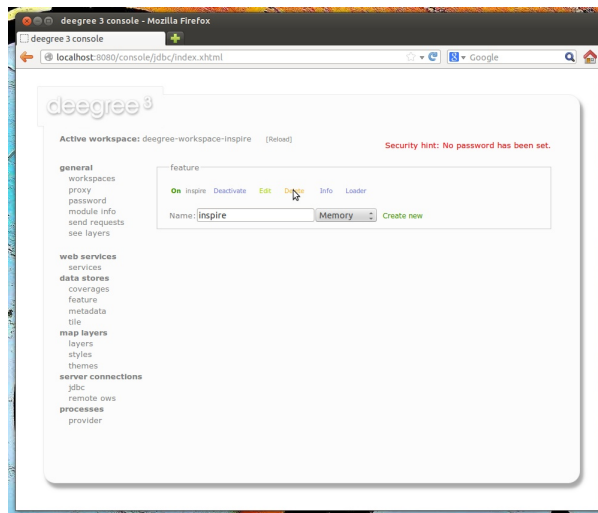 deegree 3 console - Mozilla Firefox
deegree 3 console
localhost:8080/console/jdbc/index.xhtml
Google
deegree 3
Active workspace: deegree-workspace-inspire [Reload]
Security hint: No password has been set.
general
workspaces
proxy
password
module info
send requests
see layers
web services
services
data stores
coverages
feature
metadata
tile
map layers
layers
styles
themes
server connections
jdbc
remote ows
processes
provider
feature
On inspire Deactivate Edit Delete Info Loader
Name: inspire Memory Create new